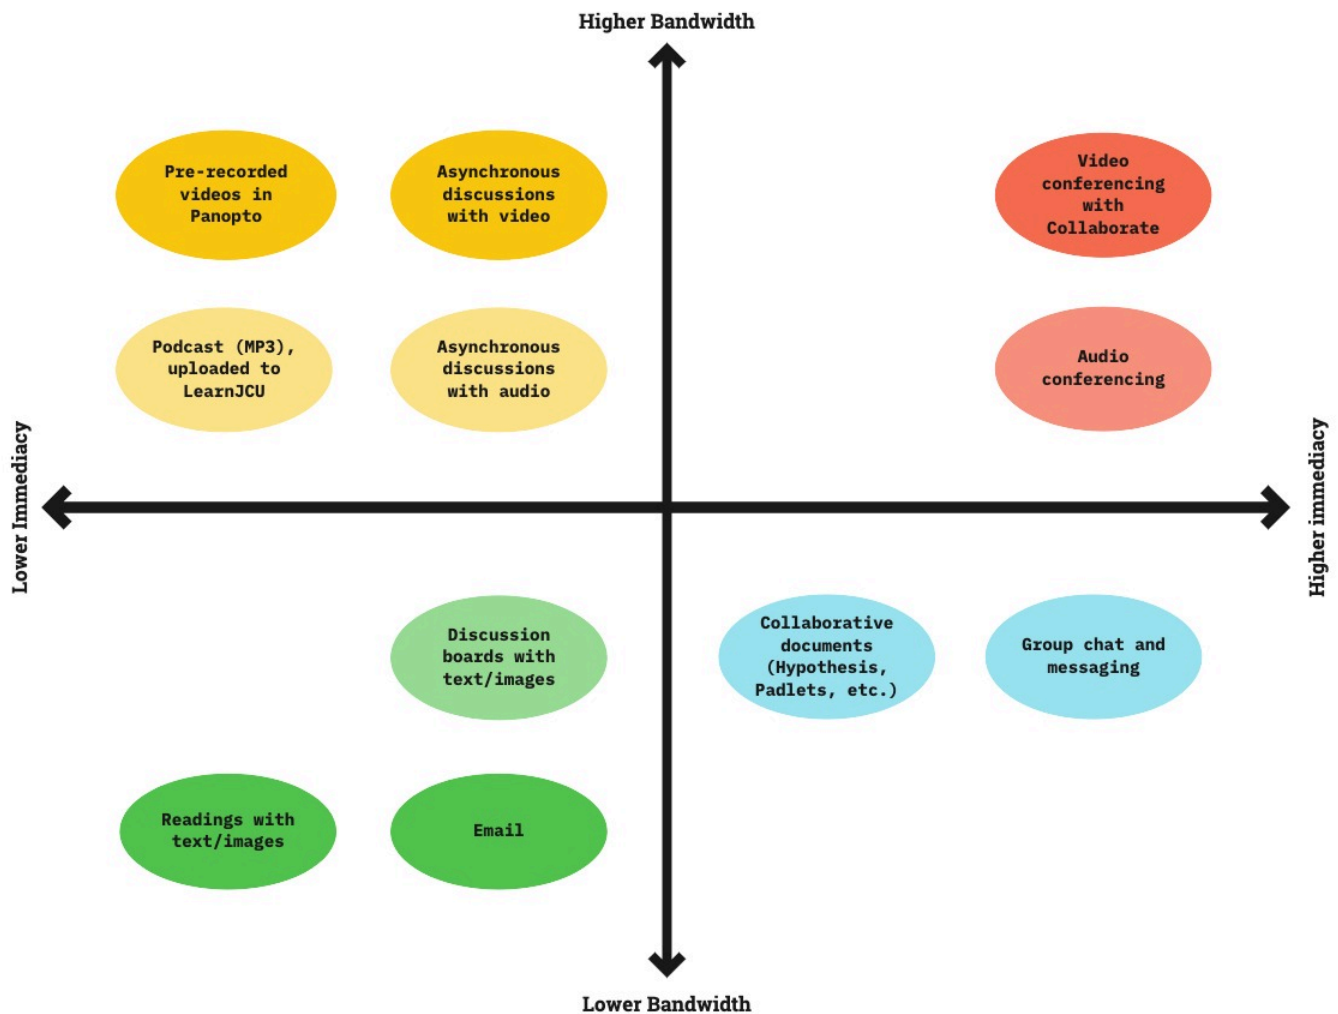 Higher Bandwidth
Pre-recorded
videos in
Panopto
Asynchronous
discussions
with video
Video
conferencing
with
Collaborate
Podcast (MP3),
uploaded to
LearnJCU
Asynchronous
discussions
with audio
Audio
conferencing
Lower Immediacy
Higher immediacy
Discussion
boards with
text/images
Collaborative
documents
(Hypothesis,
Padlets, etc.)
Group chat and
messaging
Readings with
text/images
Email
Lower Bandwidth